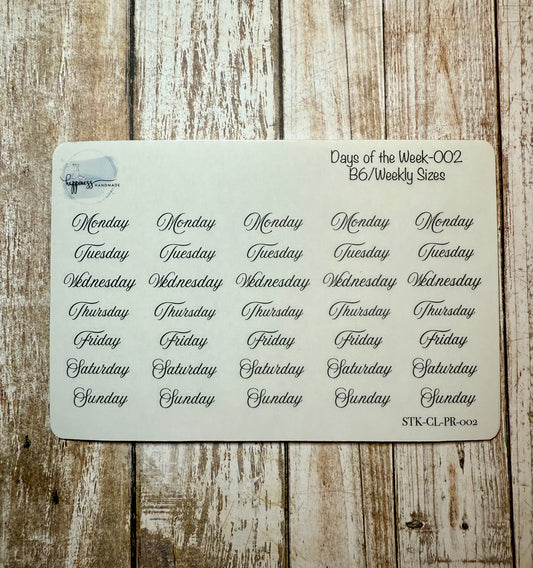 happiness
HANDMADE
Days of the Week-002
B6/Weekly Sizes
Monday Monday Monday Monday Monday
Tuesday Tuesday Tuesday Tuesday Tuesday
Wednesday Wednesday Wednesday Wednesday Wednesday
Thursday Thursday Thursday Thursday Thursday
Friday Friday Friday Friday Friday
Saturday Saturday Saturday Saturday Saturday
Sunday Sunday Sunday Sunday Sunday
STK-CL-PR-002